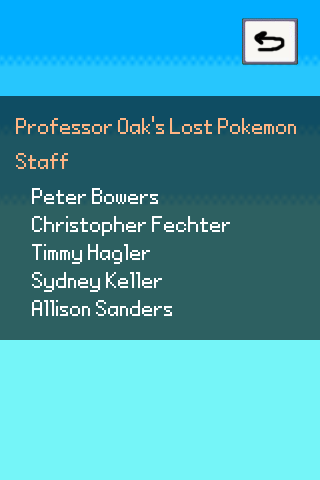 Professor Oak's Lost Pokemon
Staff
Peter Bowers
Christopher Fechter
Timmy Hagler
Sydney Keller
Allison Sanders